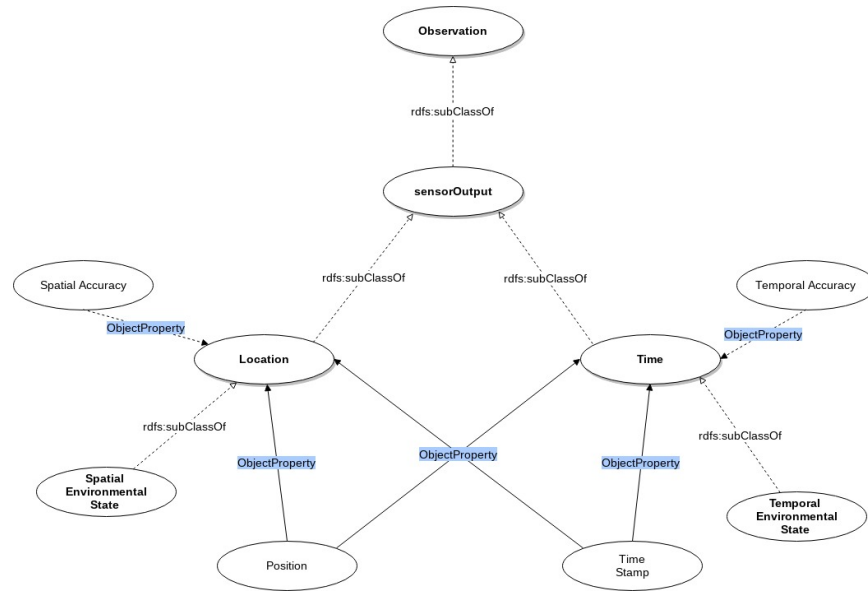 Observation
rdfs:subClassOf
sensorOutput
rdfs:subClassOf
rdfs:subClassOf
Spatial Accuracy
Temporal Accuracy
ObjectProperty
ObjectProperty
Location
Time
rdfs:subClassOf
rdfs:subClassOf
ObjectProperty
ObjectProperty
ObjectProperty
Spatial
Environmental
State
Temporal
Environmental
State
Position
Time
Stamp